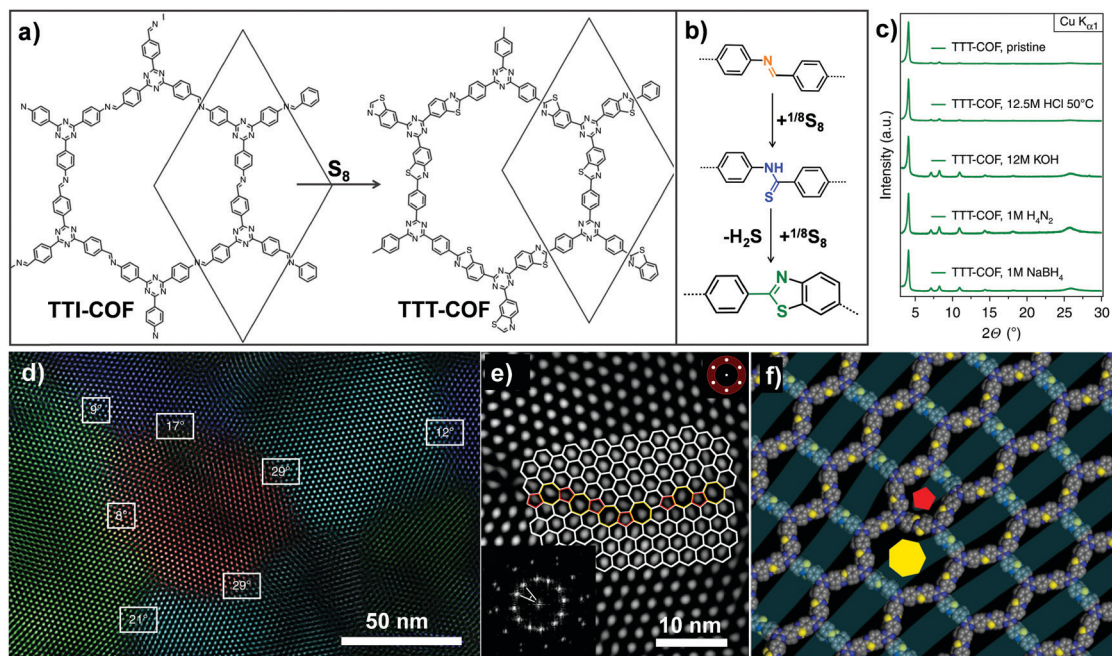 a)
S8
TTI-COF
TTT-COF
b)
N
+1/8S8
NH
S
-H2S
+1/8S8
N
S
c)
Cu Kα1
TTT-COF, pristine
TTT-COF, 12.5M HCl 50°C
TTT-COF, 12M KOH
TTT-COF, 1M H4N2
TTT-COF, 1M NaBH4
Intensity (a.u.)
5 10 15 20 25 30
2Θ (°)
d)
9°
17°
12°
29°
8°
29°
21°
50 nm
e)
10 nm
f)